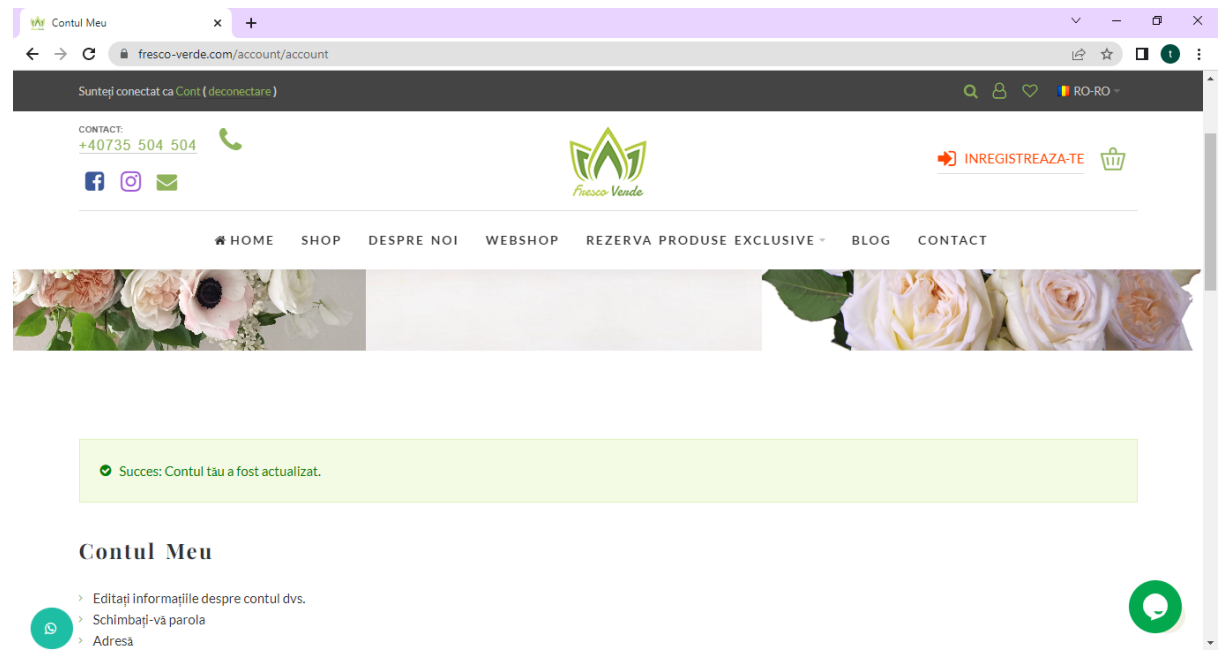 Contul Meu
fresco-verde.com/account/account
t
Sunteți conectat ca Cont ( deconectare )
RO-RO
CONTACT:
+40735 504 504
Fresco Verde
INREGISTREAZA-TE
HOME SHOP DESPRE NOI WEBSHOP REZERVA PRODUSE EXCLUSIVE BLOG CONTACT
Succes: Contul tău a fost actualizat.
Contul Meu
Editați informațiile despre contul dvs.
Schimbați-vă parola
Adresă